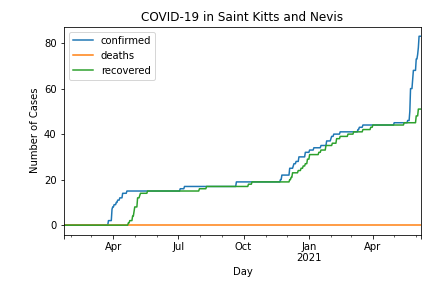 COVID-19 in Saint Kitts and Nevis
confirmed
deaths
recovered
Number of Cases
80
60
40
20
0
Apr Jul Oct Jan Apr
2021
Day